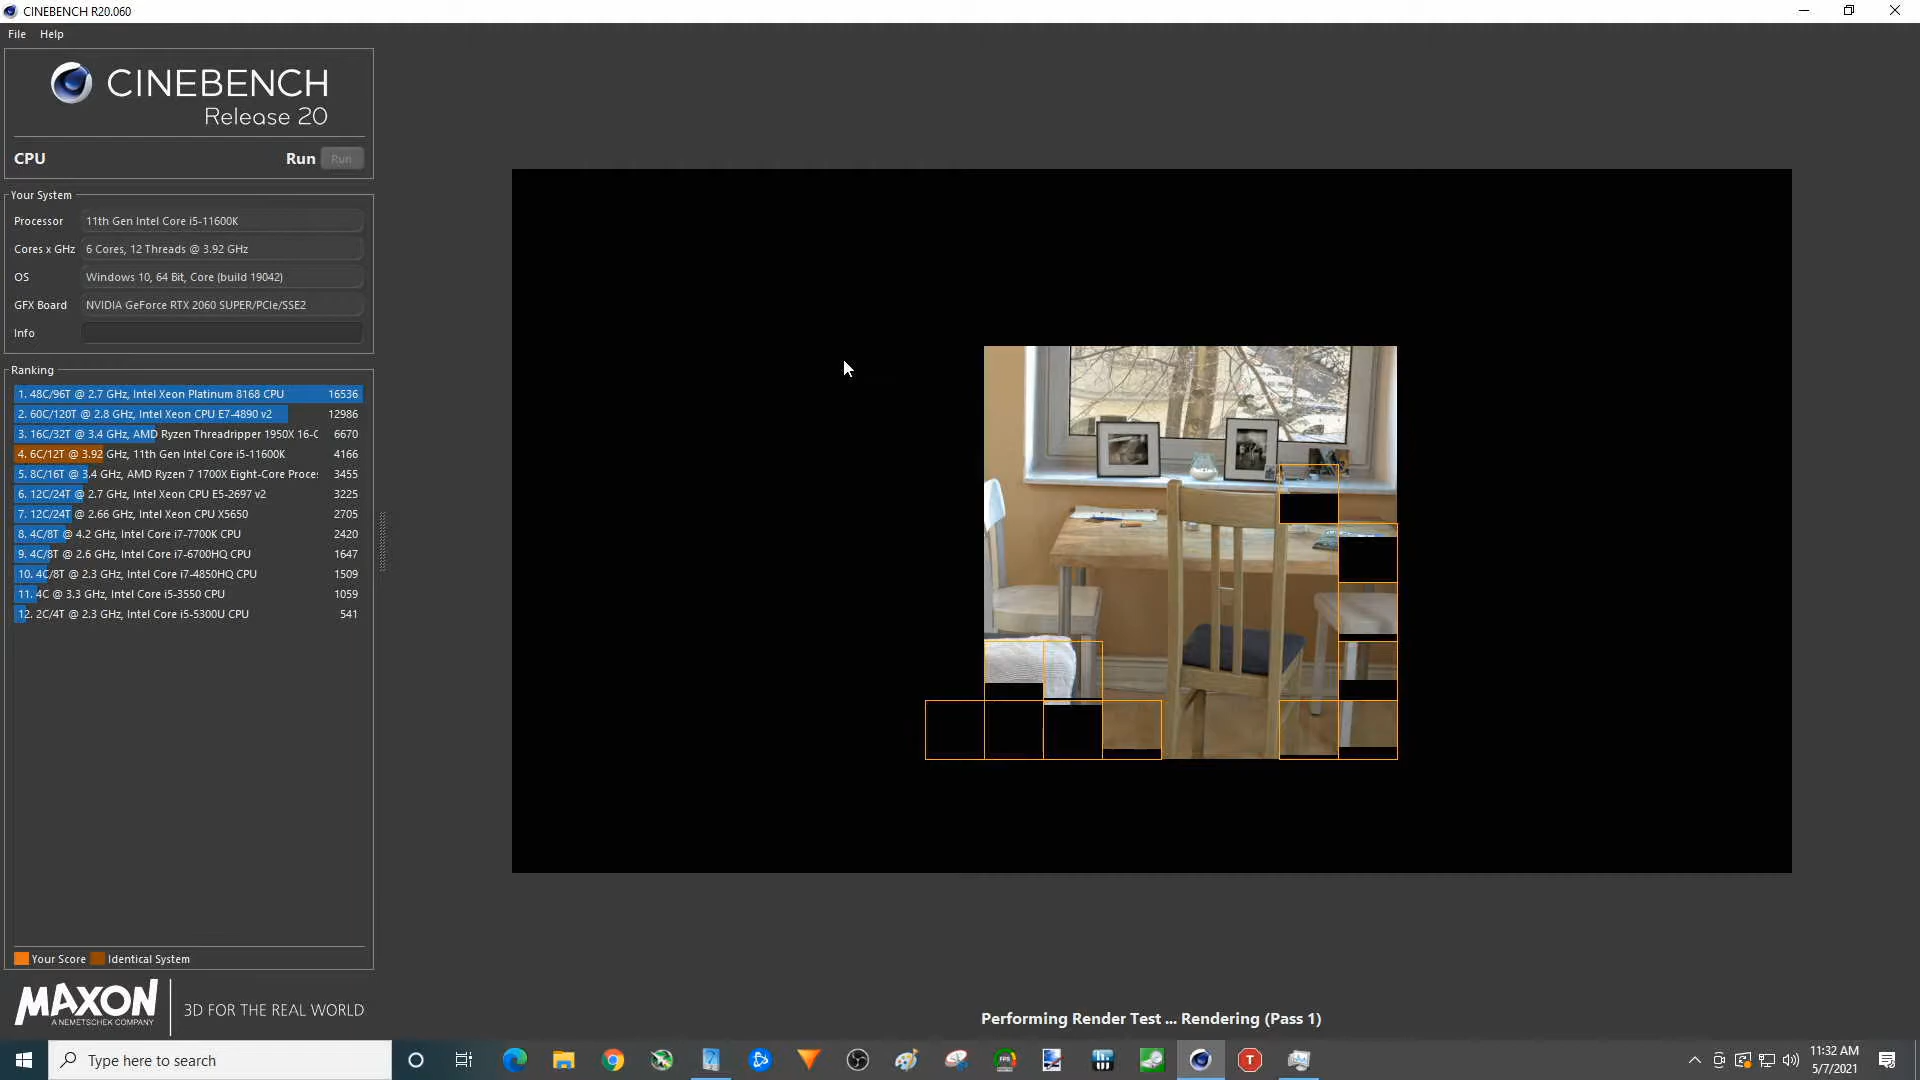 CINEBENCH R20.060
File Help
CINEBENCH
Release 20
CPU Run Run
Your System
Processor 11th Gen Intel Core i5-11600K
Cores x GHz 6 Cores, 12 Threads @ 3.92 GHz
OS Windows 10, 64 Bit, Core (build 19042)
GFX Board NVIDIA GeForce RTX 2060 SUPER/PCIe/SSE2
Info
Ranking
1. 48C/96T @ 2.7 GHz, Intel Xeon Platinum 8168 CPU 16536
2. 60C/120T @ 2.8 GHz, Intel Xeon CPU E7-4890 v2 12986
3. 16C/32T @ 3.4 GHz, AMD Ryzen Threadripper 1950X 16-C 6670
4. 6C/12T @ 3.92 GHz, 11th Gen Intel Core i5-11600K 4166
5. 8C/16T @ 3.4 GHz, AMD Ryzen 7 1700X Eight-Core Proce: 3455
6. 12C/24T @ 2.7 GHz, Intel Xeon CPU E5-2697 v2 3225
7. 12C/24T @ 2.66 GHz, Intel Xeon CPU X5650 2705
8. 4C/8T @ 4.2 GHz, Intel Core i7-7700K CPU 2420
9. 4C/8T @ 2.6 GHz, Intel Core i7-6700HQ CPU 1647
10. 4C/8T @ 2.3 GHz, Intel Core i7-4850HQ CPU 1509
11. 4C @ 3.3 GHz, Intel Core i5-3550 CPU 1059
12. 2C/4T @ 2.3 GHz, Intel Core i5-5300U CPU 541
Your Score Identical System
MAXON 3D FOR THE REAL WORLD
A NEMETSCHEK COMPANY
Performing Render Test ... Rendering (Pass 1)
Type here to search
FPS
T
11:32 AM
5/7/2021